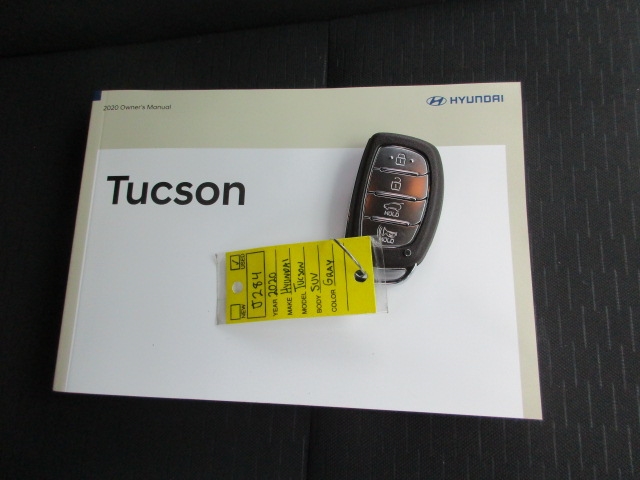 2020 Owner's Manual
HYUNDAI
Tucson
HOLD
HOLD
NEW
USED
J284
YEAR 2020
MAKE HYUNDAI
MODEL TUCSON
BODY SUV
COLOR GRAY